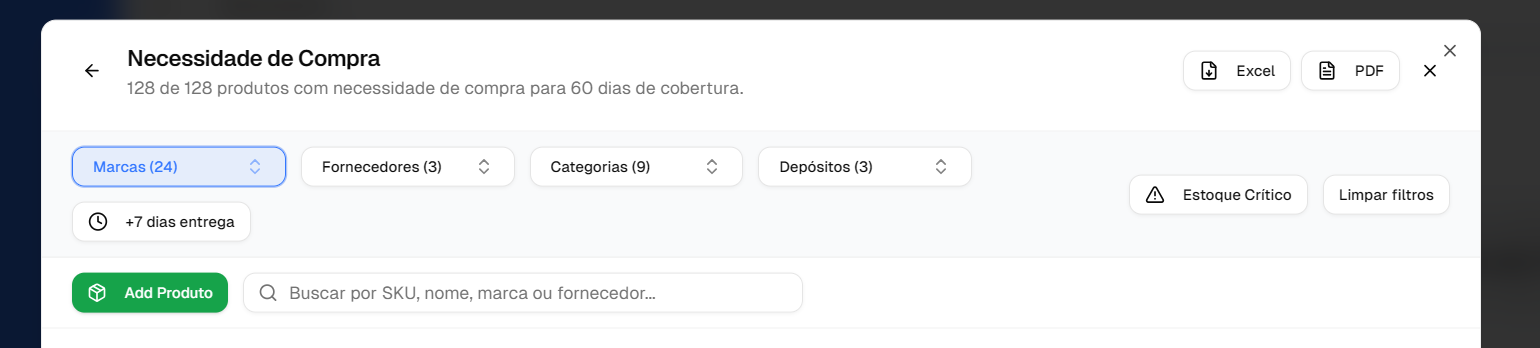 Necessidade de Compra
128 de 128 produtos com necessidade de compra para 60 dias de cobertura.
Excel
PDF
Marcas (24)
Fornecedores (3)
Categorias (9)
Depósitos (3)
Estoque Crítico
Limpar filtros
+7 dias entrega
Add Produto
Buscar por SKU, nome, marca ou fornecedor...